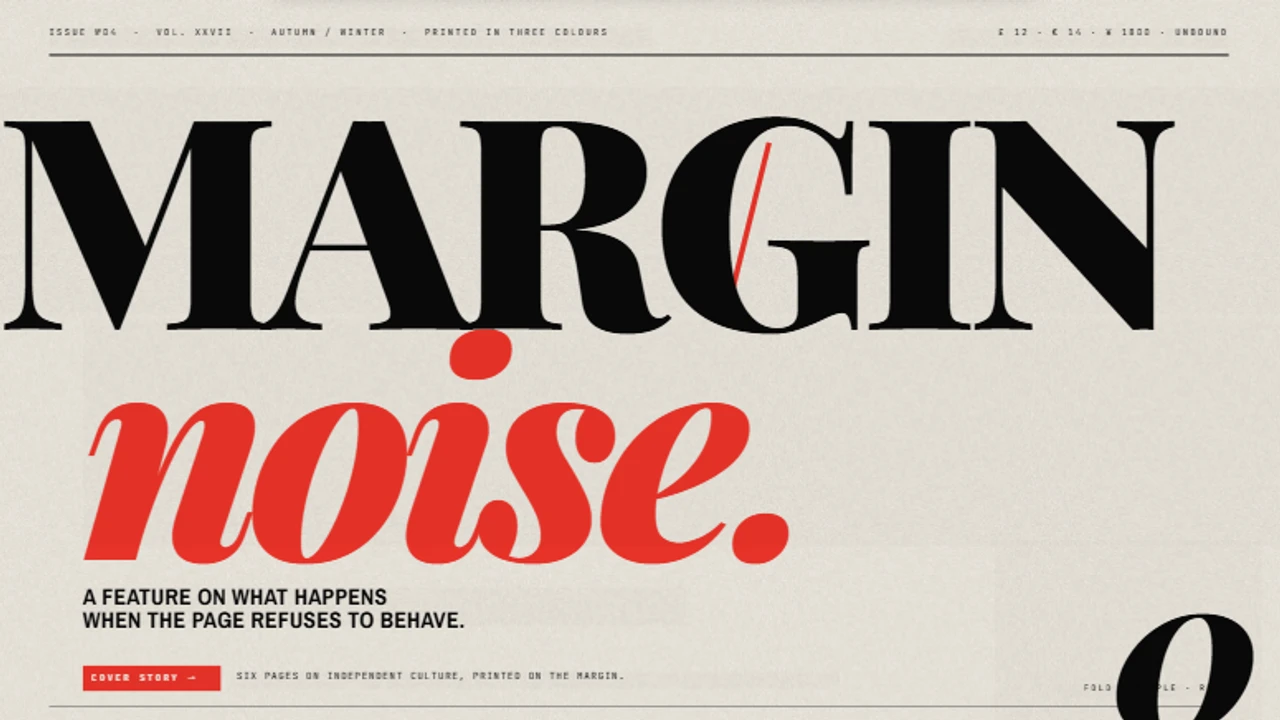 ISSUE Nº04 · VOL. XXVII · AUTUMN / WINTER · PRINTED IN THREE COLOURS
£ 12 · € 14 · ¥ 1800 · UNBOUND
MARGIN
noise.
A FEATURE ON WHAT HAPPENS
WHEN THE PAGE REFUSES TO BEHAVE.
COVER STORY →
SIX PAGES ON INDEPENDENT CULTURE, PRINTED ON THE MARGIN.
FOLD